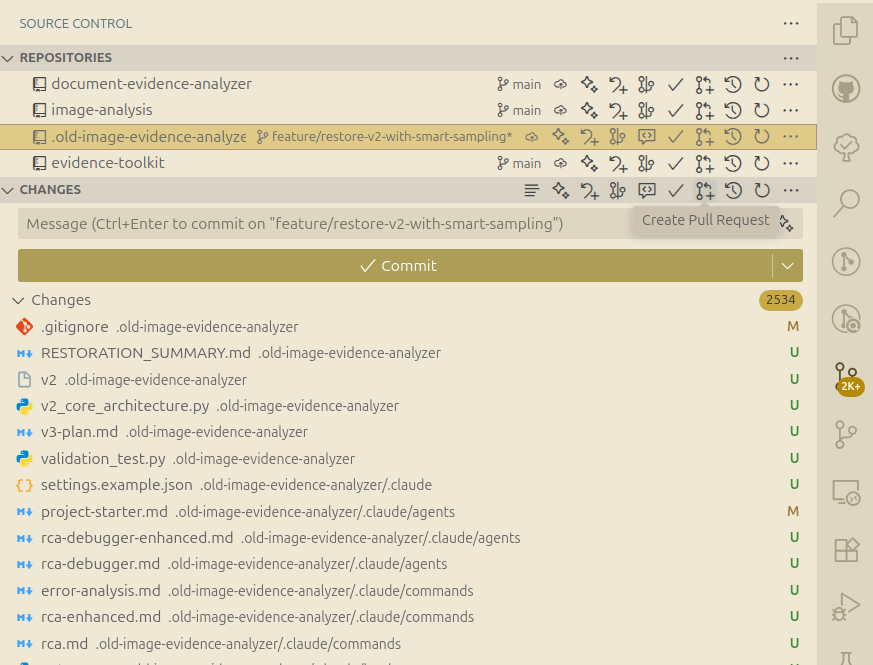 SOURCE CONTROL
REPOSITORIES
document-evidence-analyzer main
image-analysis main
.old-image-evidence-analyze feature/restore-v2-with-smart-sampling*
evidence-toolkit main
CHANGES
Message (Ctrl+Enter to commit on "feature/restore-v2-with-smart-sampling")
Create Pull Request
Commit
Changes 2534
.gitignore .old-image-evidence-analyzer M
RESTORATION_SUMMARY.md .old-image-evidence-analyzer U
v2 .old-image-evidence-analyzer U
2K+
v2_core_architecture.py .old-image-evidence-analyzer U
v3-plan.md .old-image-evidence-analyzer U
validation_test.py .old-image-evidence-analyzer U
settings.example.json .old-image-evidence-analyzer/.claude U
project-starter.md .old-image-evidence-analyzer/.claude/agents M
rca-debugger-enhanced.md .old-image-evidence-analyzer/.claude/agents U
rca-debugger.md .old-image-evidence-analyzer/.claude/agents U
error-analysis.md .old-image-evidence-analyzer/.claude/commands U
rca-enhanced.md .old-image-evidence-analyzer/.claude/commands U
rca.md .old-image-evidence-analyzer/.claude/commands U